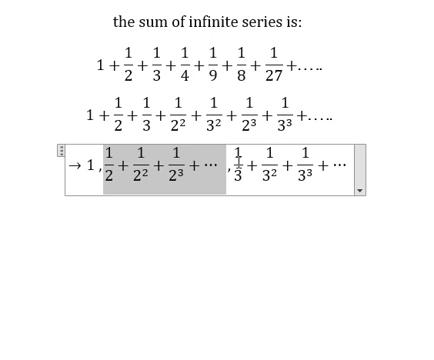 the sum of infinite series is:
1 + 1/2 + 1/3 + 1/4 + 1/9 + 1/8 + 1/27 +.....
1 + 1/2 + 1/3 + 1/2² + 1/3² + 1/2³ + 1/3³ +.....
→ 1 , 1/2 + 1/2² + 1/2³ + ⋯ , 1/3 + 1/3² + 1/3³ + ⋯